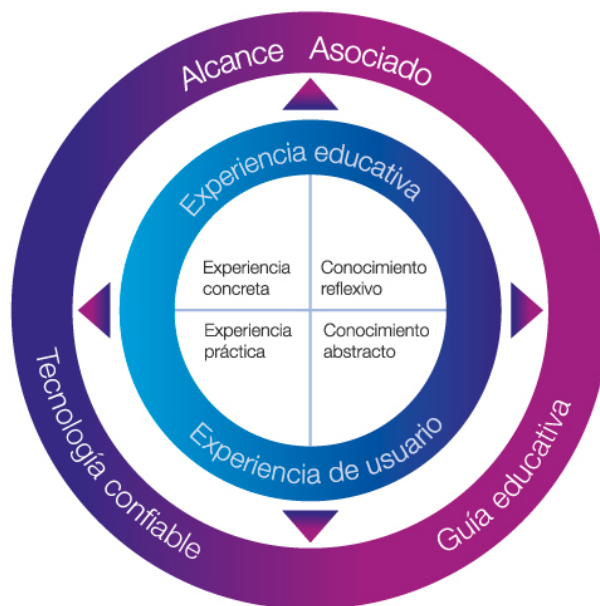 Alcance Asociado
Experiencia educativa
Experiencia
concreta
Conocimiento
reflexivo
Experiencia
práctica
Conocimiento
abstracto
Experiencia de usuario
Tecnología confiable
Guía educativa